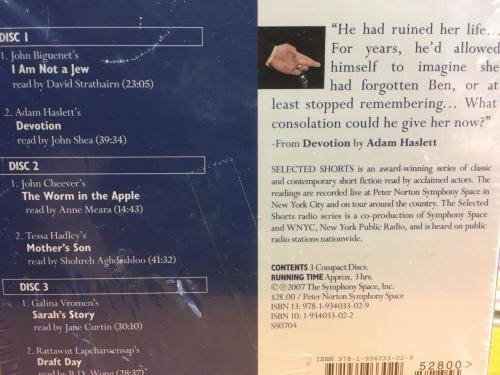 DISC 1
1. John Biguenet's
I Am Not a Jew
read by David Strathairn (23:05)
2. Adam Haslett's
Devotion
read by John Shea (39:34)
DISC 2
1. John Cheever's
The Worm in the Apple
read by Anne Meara (14:43)
2. Tessa Hadley's
Mother's Son
read by Shohreh Aghdashloo (41:32)
DISC 3
1. Galina Vromen's
Sarah's Story
read by Jane Curtin (30:10)
2. Rattawut Lapcharoensap's
Draft Day
read by B.D. Wong (28:37)
"He had ruined her life...
For years, he'd allowed
himself to imagine she
had forgotten Ben, or at
least stopped remembering... What
consolation could he give her now?"
-From Devotion by Adam Haslett
SELECTED SHORTS is an award-winning series of classic
and contemporary short fiction read by acclaimed actors. The
readings are recorded live at Peter Norton Symphony Space in
New York City and on tour around the country. The Selected
Shorts radio series is a co-production of Symphony Space
and WNYC, New York Public Radio, and is heard on public
radio stations nationwide.
CONTENTS 3 Compact Discs.
RUNNING TIME Approx. 3 hrs.
©℗2007 The Symphony Space, Inc.
$28.00 / Peter Norton Symphony Space
ISBN 13: 978-1-934033-02-9
ISBN 10: 1-934033-02-2
SS0704
ISBN 978-1-934033-02-9
52800>